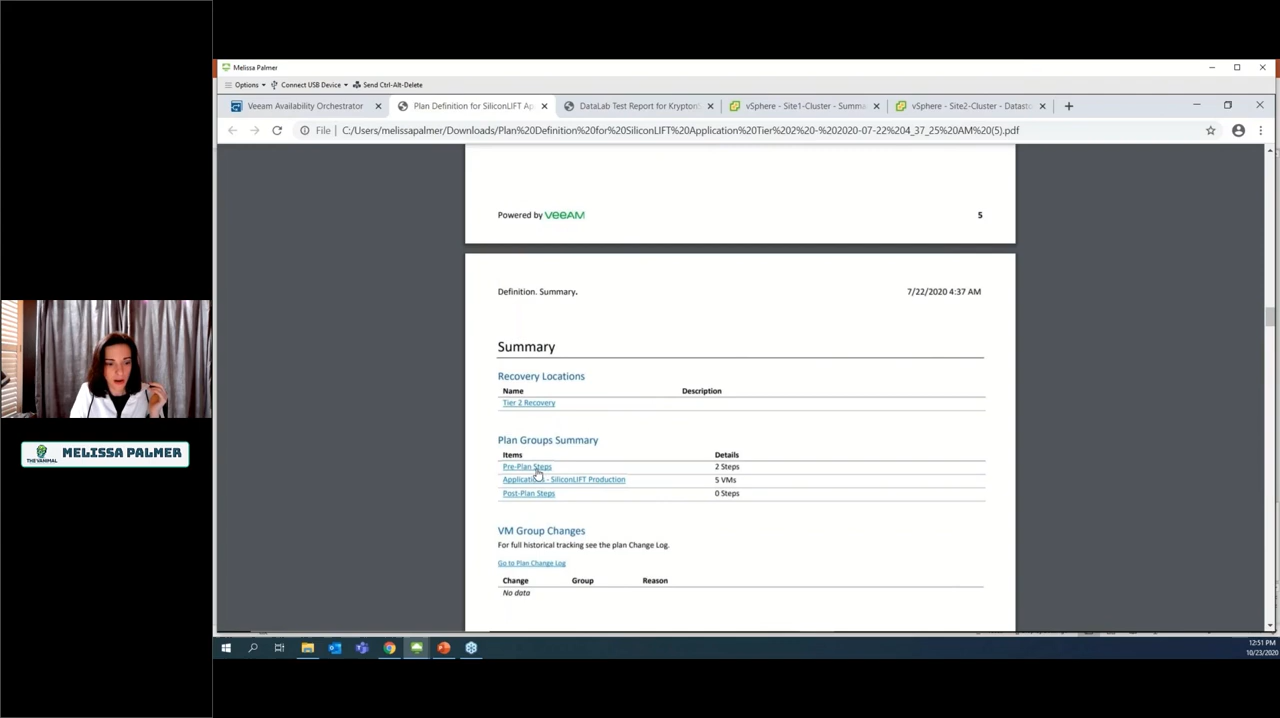 Melissa Palmer
Options Connect USB Device Send Ctrl-Alt-Delete
Veeam Availability Orchestrator Plan Definition for SiliconLIFT Ap DataLab Test Report for Krypton vSphere - Site1-Cluster - Summa vSphere - Site2-Cluster - Datasto
File C:/Users/melissapalmer/Downloads/Plan%20Definition%20for%20SiliconLIFT%20Application%20Tier%202%20-%202020-07-22%204_37_25%20AM%20(5).pdf
Powered by veeAM 5
Definition. Summary. 7/22/2020 4:37 AM
Summary
Recovery Locations
Name Description
Tier 2 Recovery
Plan Groups Summary
Items Details
Pre-Plan Steps 2 Steps
Application - SiliconLIFT Production 5 VMs
Post-Plan Steps 0 Steps
VM Group Changes
For full historical tracking see the plan Change Log.
Go to Plan Change Log
Change Group Reason
No data
THEVANIMAL MELISSA PALMER
12:51 PM
10/23/2020